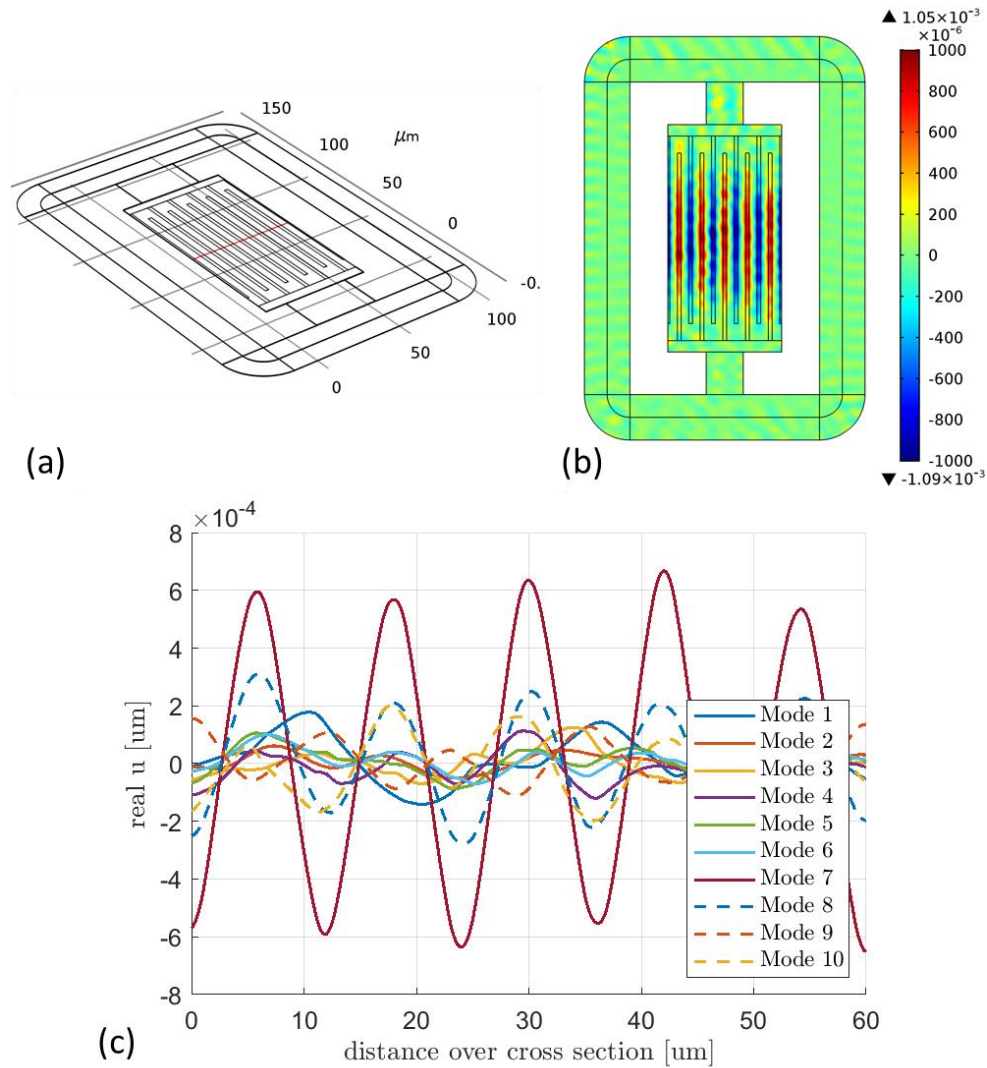 150
100
μm
50
0
-0.
100
50
0
(a)
▲ 1.05×10⁻³
×10⁻⁶
1000
800
600
400
200
0
-200
-400
-600
-800
-1000
▼ -1.09×10⁻³
(b)
×10⁻⁴
8
6
4
2
0
-2
-4
-6
-8
real u [um]
Mode 1
Mode 2
Mode 3
Mode 4
Mode 5
Mode 6
Mode 7
Mode 8
Mode 9
Mode 10
0 10 20 30 40 50 60
distance over cross section [um]
(c)